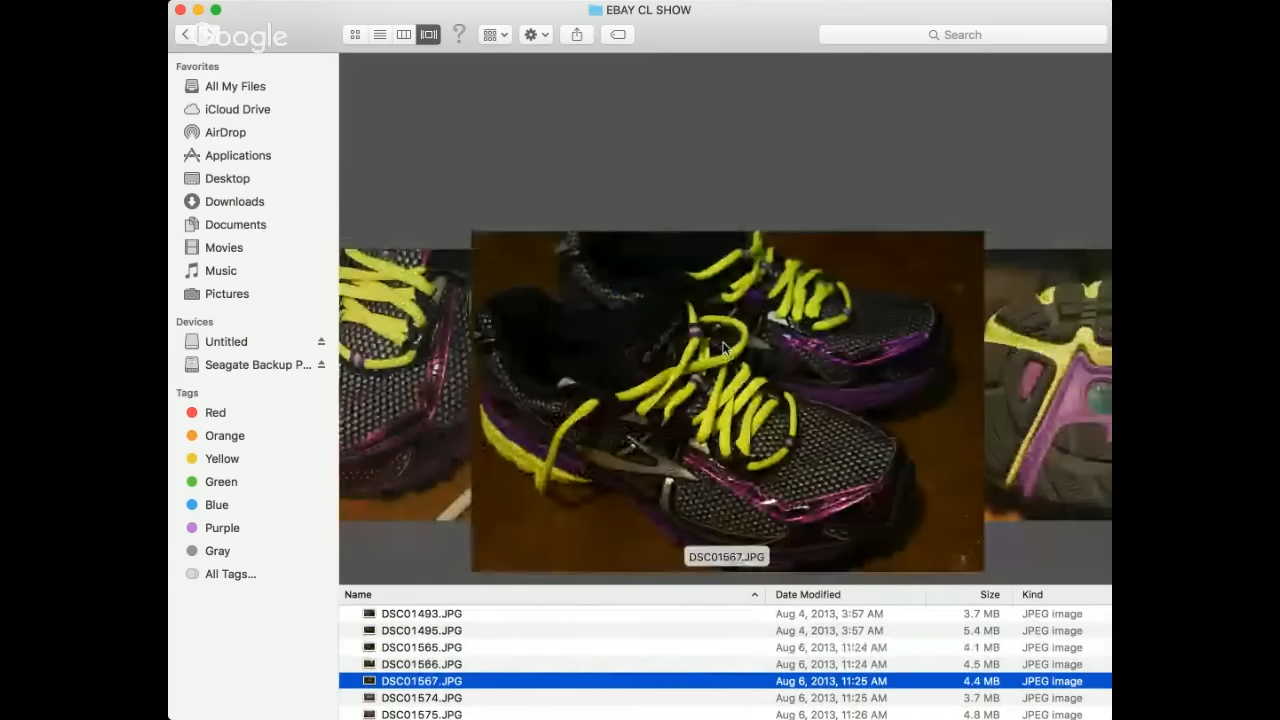 EBAY CL SHOW
Google
Search
Favorites
All My Files
iCloud Drive
AirDrop
Applications
Desktop
Downloads
Documents
Movies
Music
Pictures
Devices
Untitled
Seagate Backup P...
Tags
Red
Orange
Yellow
Green
Blue
Purple
Gray
All Tags...
DSC01567.JPG
Name Date Modified Size Kind
DSC01493.JPG Aug 4, 2013, 3:57 AM 3.7 MB JPEG image
DSC01495.JPG Aug 4, 2013, 3:57 AM 5.4 MB JPEG image
DSC01565.JPG Aug 6, 2013, 11:24 AM 4.1 MB JPEG image
DSC01566.JPG Aug 6, 2013, 11:24 AM 4.5 MB JPEG image
DSC01567.JPG Aug 6, 2013, 11:25 AM 4.4 MB JPEG image
DSC01574.JPG Aug 6, 2013, 11:25 AM 3.7 MB JPEG image
DSC01575.JPG Aug 6, 2013, 11:26 AM 4.8 MB JPEG image